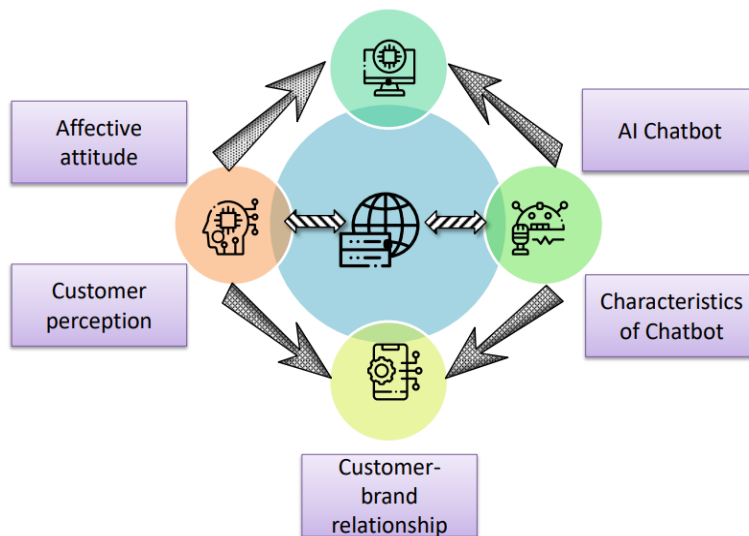 Affective
attitude
AI Chatbot
Customer
perception
Characteristics
of Chatbot
Customer-
brand
relationship